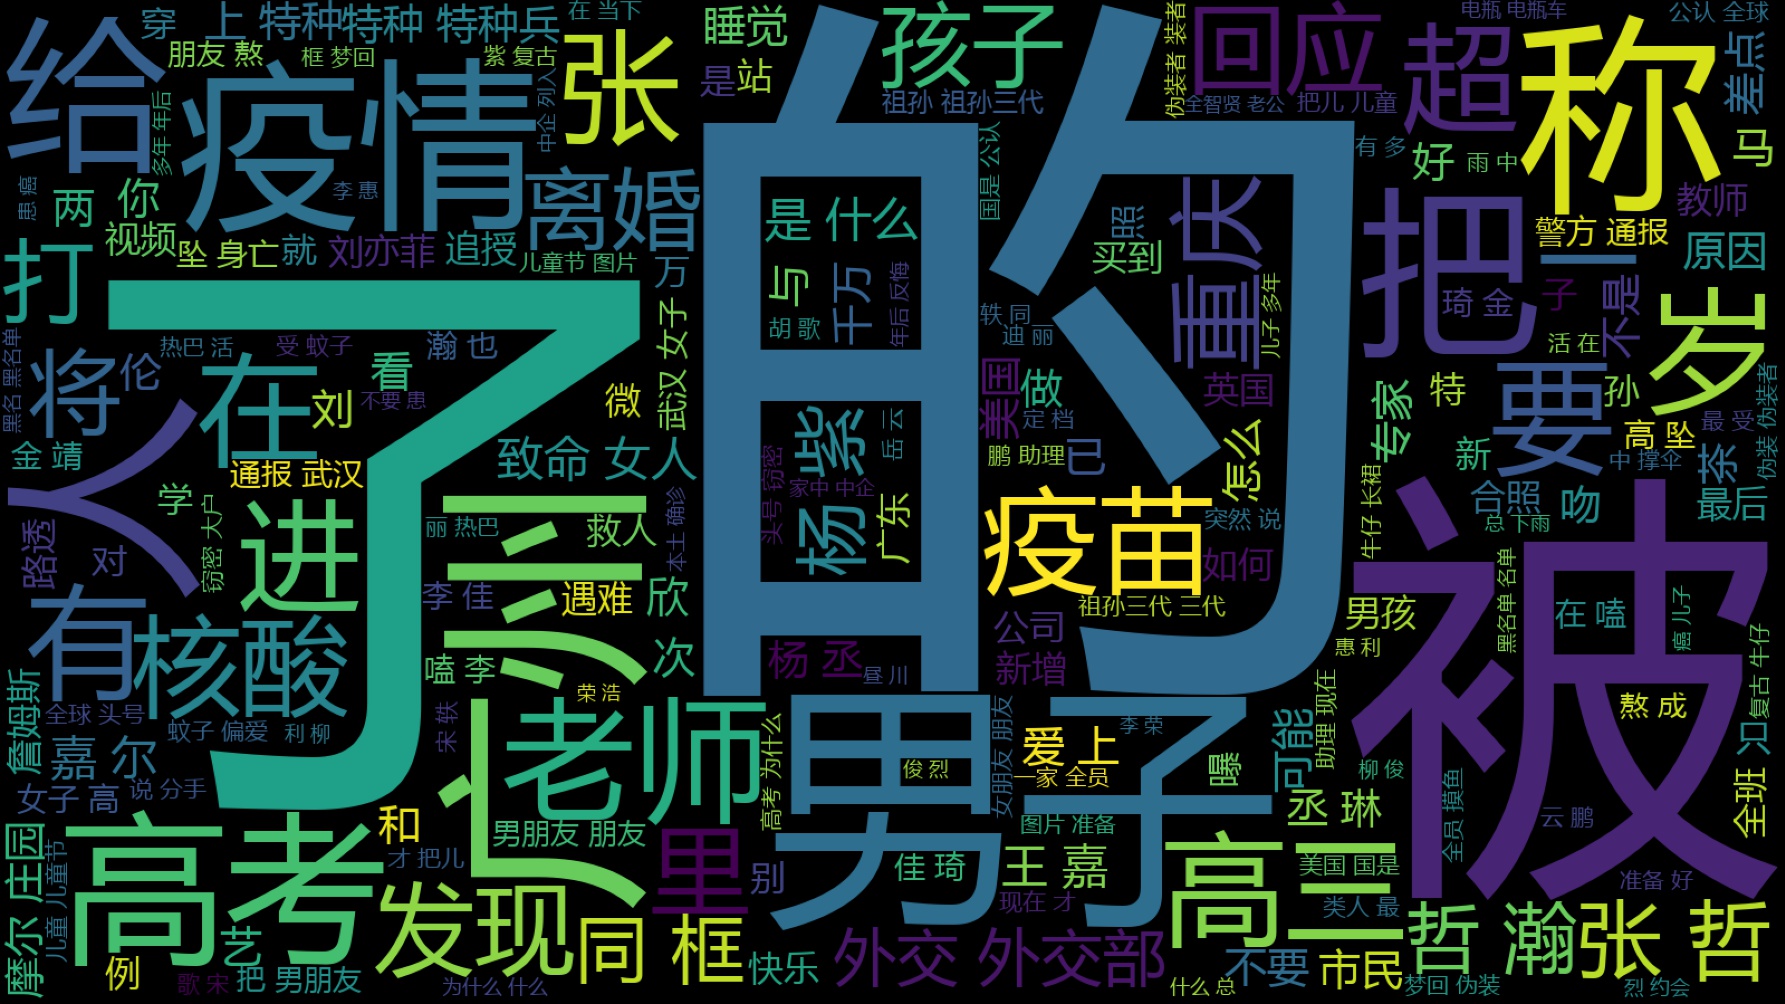 穿
上 特种
特种 特种兵
在 当下
睡觉
孩子
回应
电瓶 电瓶车
公认 全球
朋友 熬
框 梦回
紫 复古
给
疫情
张
是
站
的
祖孙 祖孙三代
伪装者 装者
全智贤 老公
把儿 儿童
超
称
差点
多年 年后
中企 列入
国是 公认
有 多
好
雨 中
马
患 癌
两
你
李 惠
离婚
是 什么
照
重庆
把
教师
视频
坠 身亡
就
刘亦菲
追授
儿童节 图片
万
买到
警方 通报
原因
打
了
与
千万
年后 反悔
儿子 多年
一
不是
子
琦 金
岁
胡 歌
轶 同
迪 丽
黑名 黑名单
热巴 活
受 蚊子
瀚 也
武汉 女子
活 在
将
伦
在
看
不要 患
刘
微
杨紫
岳 云
美国
做
定 档
英国
专家
特
要
孙
伪装 伪装者
最 受
金 靖
人
通报 武汉
致命 女人
鹏 助理
已
怎么
新
高 坠
中 撑伞
亲
学
窃密 大户
进
丽 热巴
救人
本土 确诊
头号 窃密
家中 中企
广东
疫苗
突然 说
牛仔 长裙
合照
总 下雨
吻
最后
路透
对
有
李 佳
遇难
欣
如何
祖孙三代 三代
男孩
被
黑名单 名单
在 嗑
癌 儿子
核酸
嗑 李
次
杨 丞
昼 川
公司
新增
惠 利
复古 牛仔
詹姆斯
全球 头号
蚊子 偏爱
利 柳
宋 轶
荣 浩
老师
高考 为什么
男子
女朋友 朋友
李 荣
可能
助理 现在
熬 成
只
嘉 尔
说 分手
女子 高
俊 烈
爱 上
一家 全员
曝
柳 俊
全员 摸鱼
云 鹏
全班
摩尔 庄园
儿童 儿童节
高考
和
才 把儿
男朋友 朋友
里
图片 准备
丞 琳
别
佳 琦
王 嘉
现在 才
高三
美国 国是
类人 最
准备 好
艺
例
歌 宋
把 男朋友
发现
为什么 什么
同 框
快乐
外交 外交部
什么 总
不要
市民
哲 瀚
梦回 伪装
张 哲
烈 约会